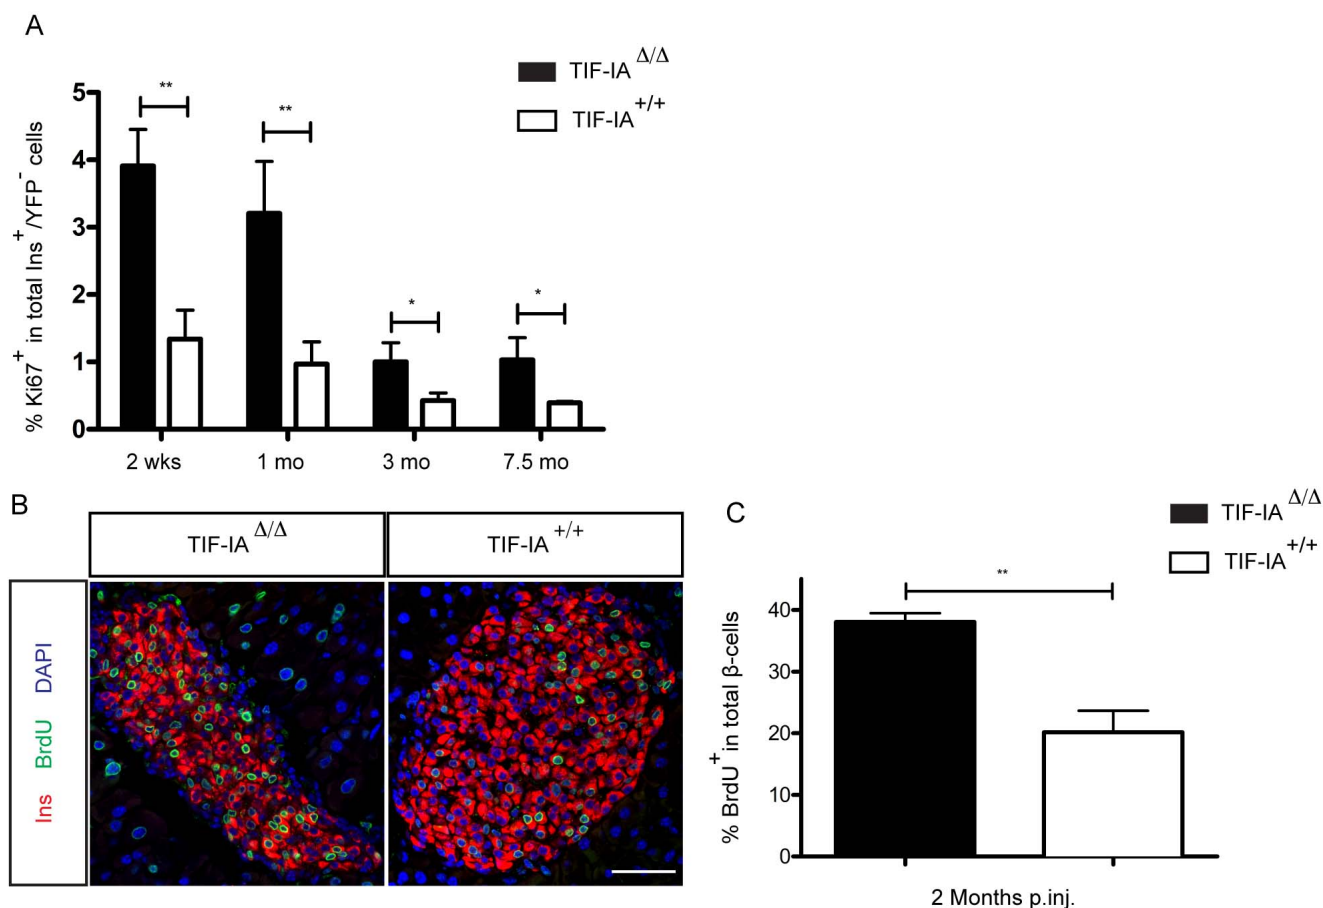 A
TIF-IA Δ/Δ
TIF-IA +/+
% Ki67+ in total Ins+/YFP- cells
5
4
3
2
1
0
**
**
*
*
2 wks
1 mo
3 mo
7.5 mo
B
TIF-IA Δ/Δ
TIF-IA +/+
Ins BrdU DAPI
C
TIF-IA Δ/Δ
TIF-IA +/+
% BrdU+ in total β-cells
40
30
20
10
0
**
2 Months p.inj.